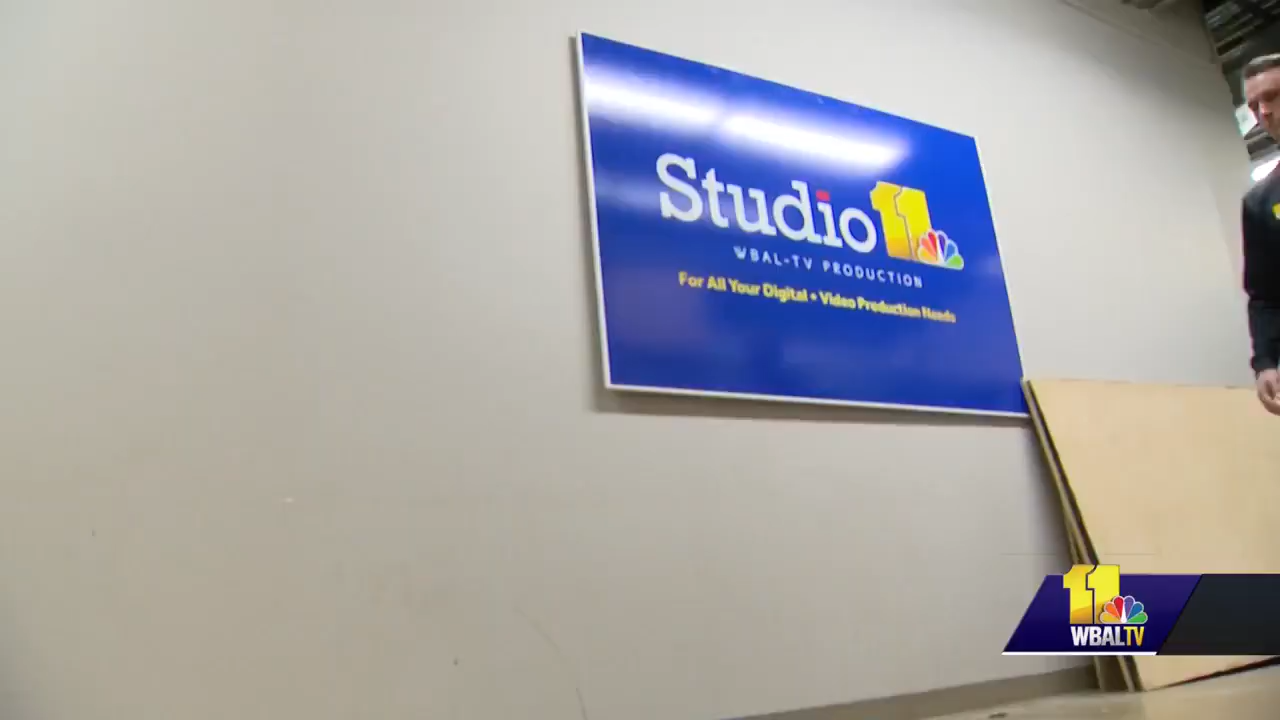 Studio 11
WBAL-TV PRODUCTION
For All Your Digital • Video Production Needs
11
WBALTV